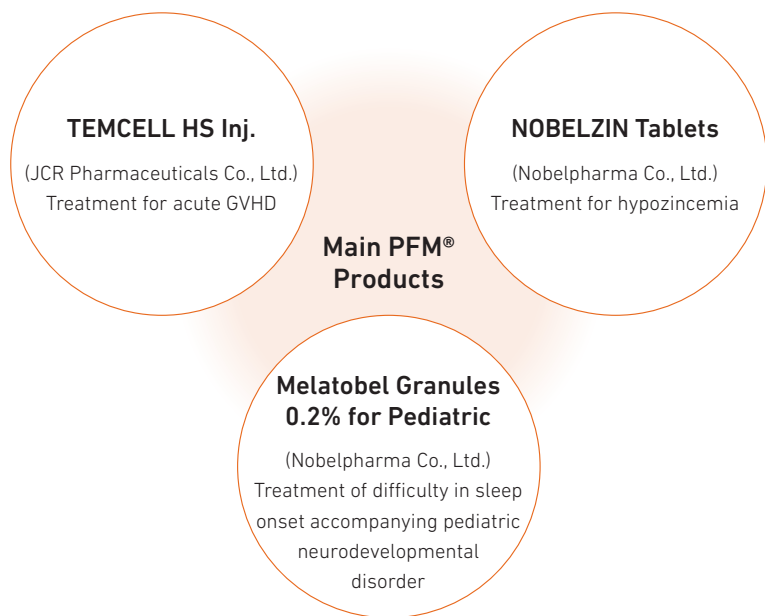 TEMCELL HS Inj.
(JCR Pharmaceuticals Co., Ltd.)
Treatment for acute GVHD
NOBELZIN Tablets
(Nobelpharma Co., Ltd.)
Treatment for hypozincemia
Main PFM®
Products
Melatobel Granules
0.2% for Pediatric
(Nobelpharma Co., Ltd.)
Treatment of difficulty in sleep
onset accompanying pediatric
neurodevelopmental
disorder